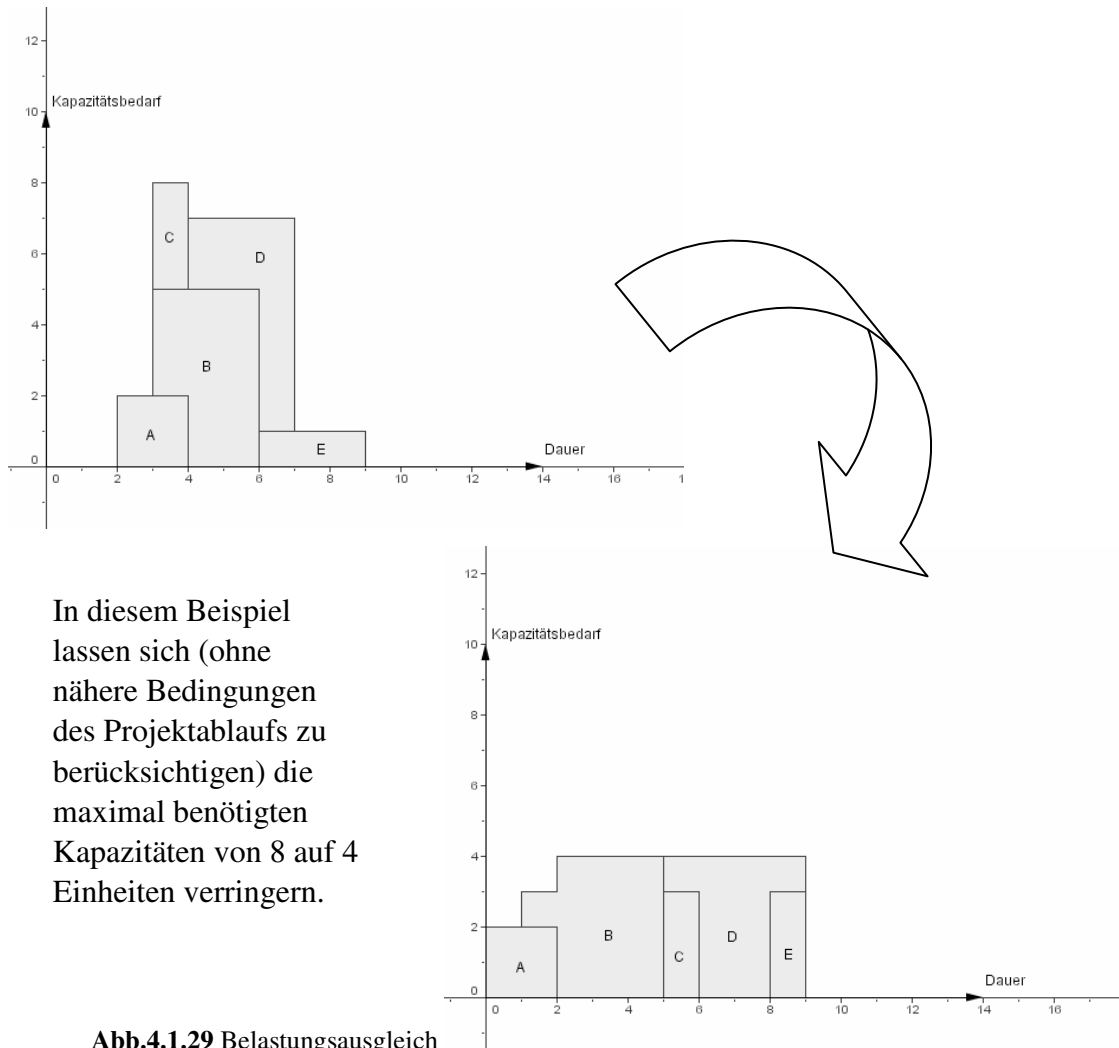 12
Kapazitätsbedarf
10
8
C
6
D
4
B
2
A
E
Dauer
0
0 2 4 6 8 10 12 14 16 1
In diesem Beispiel
lassen sich (ohne
nähere Bedingungen
des Projektablaufs zu
berücksichtigen) die
maximal benötigten
Kapazitäten von 8 auf 4
Einheiten verringern.
12
Kapazitätsbedarf
10
8
6
4
2
B
D
E
C
A
Dauer
0
0 2 4 6 8 10 12 14 16
Abb.4.1.29 Belastungsausgleich